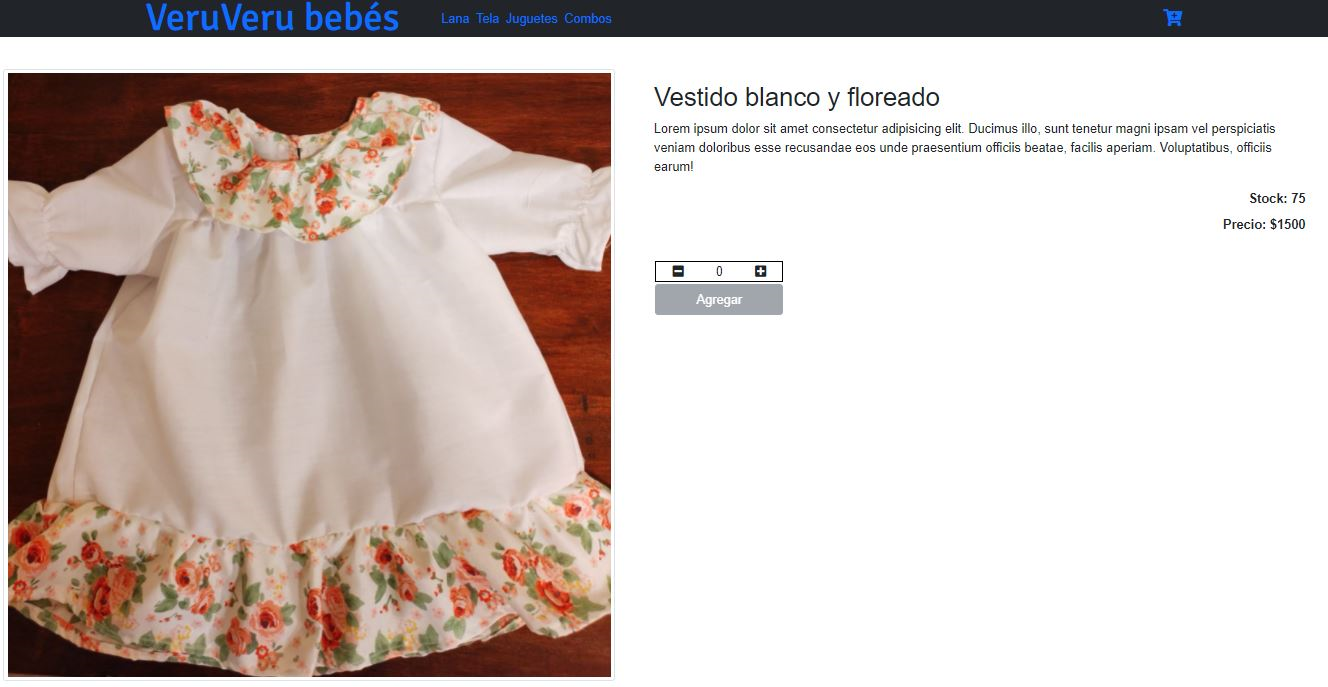 VeruVeru bebés
Lana Tela Juguetes Combos
Vestido blanco y floreado
Lorem ipsum dolor sit amet consectetur adipisicing elit. Ducimus illo, sunt tenetur magni ipsam vel perspiciatis
veniam doloribus esse recusandae eos unde praesentium officiis beatae, facilis aperiam. Voluptatibus, officiis
earum!
Stock: 75
Precio: $1500
0
Agregar